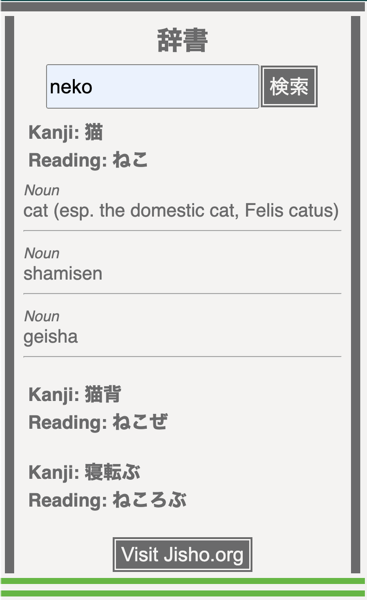 辞書
neko
検索
Kanji: 猫
Reading: ねこ
Noun
cat (esp. the domestic cat, Felis catus)
Noun
shamisen
Noun
geisha
Kanji: 猫背
Reading: ねこぜ
Kanji: 寝転ぶ
Reading: ねころぶ
Visit Jisho.org